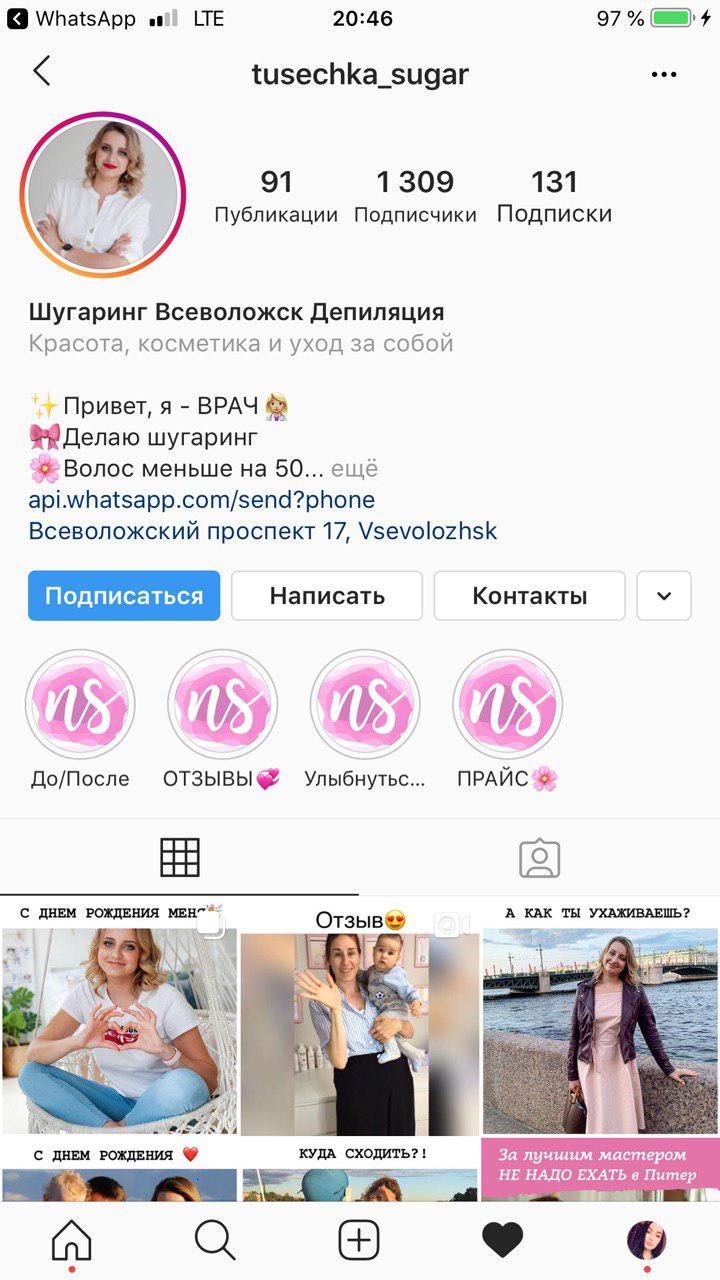 WhatsApp LTE 20:46 97 %
tusechka_sugar
91 1 309 131
Публикации Подписчики Подписки
Шугаринг Всеволожск Депиляция
Красота, косметика и уход за собой
✨Привет, я - ВРАЧ👩‍⚕️
🎀Делаю шугаринг
🌸Волос меньше на 50... ещё
api.whatsapp.com/send?phone
Всеволожский проспект 17, Vsevolozhsk
Подписаться Написать Контакты
ns ns ns ns
До/После ОТЗЫВЫ💞 Улыбнутьс... ПРАЙС🌸
С ДНЕМ РОЖДЕНИЯ МЕНЯ
Отзыв😍
А КАК ТЫ УХАЖИВАЕШЬ?
С ДНЕМ РОЖДЕНИЯ ❤️
КУДА СХОДИТЬ?!
За лучшим мастером
НЕ НАДО ЕХАТЬ в Питер